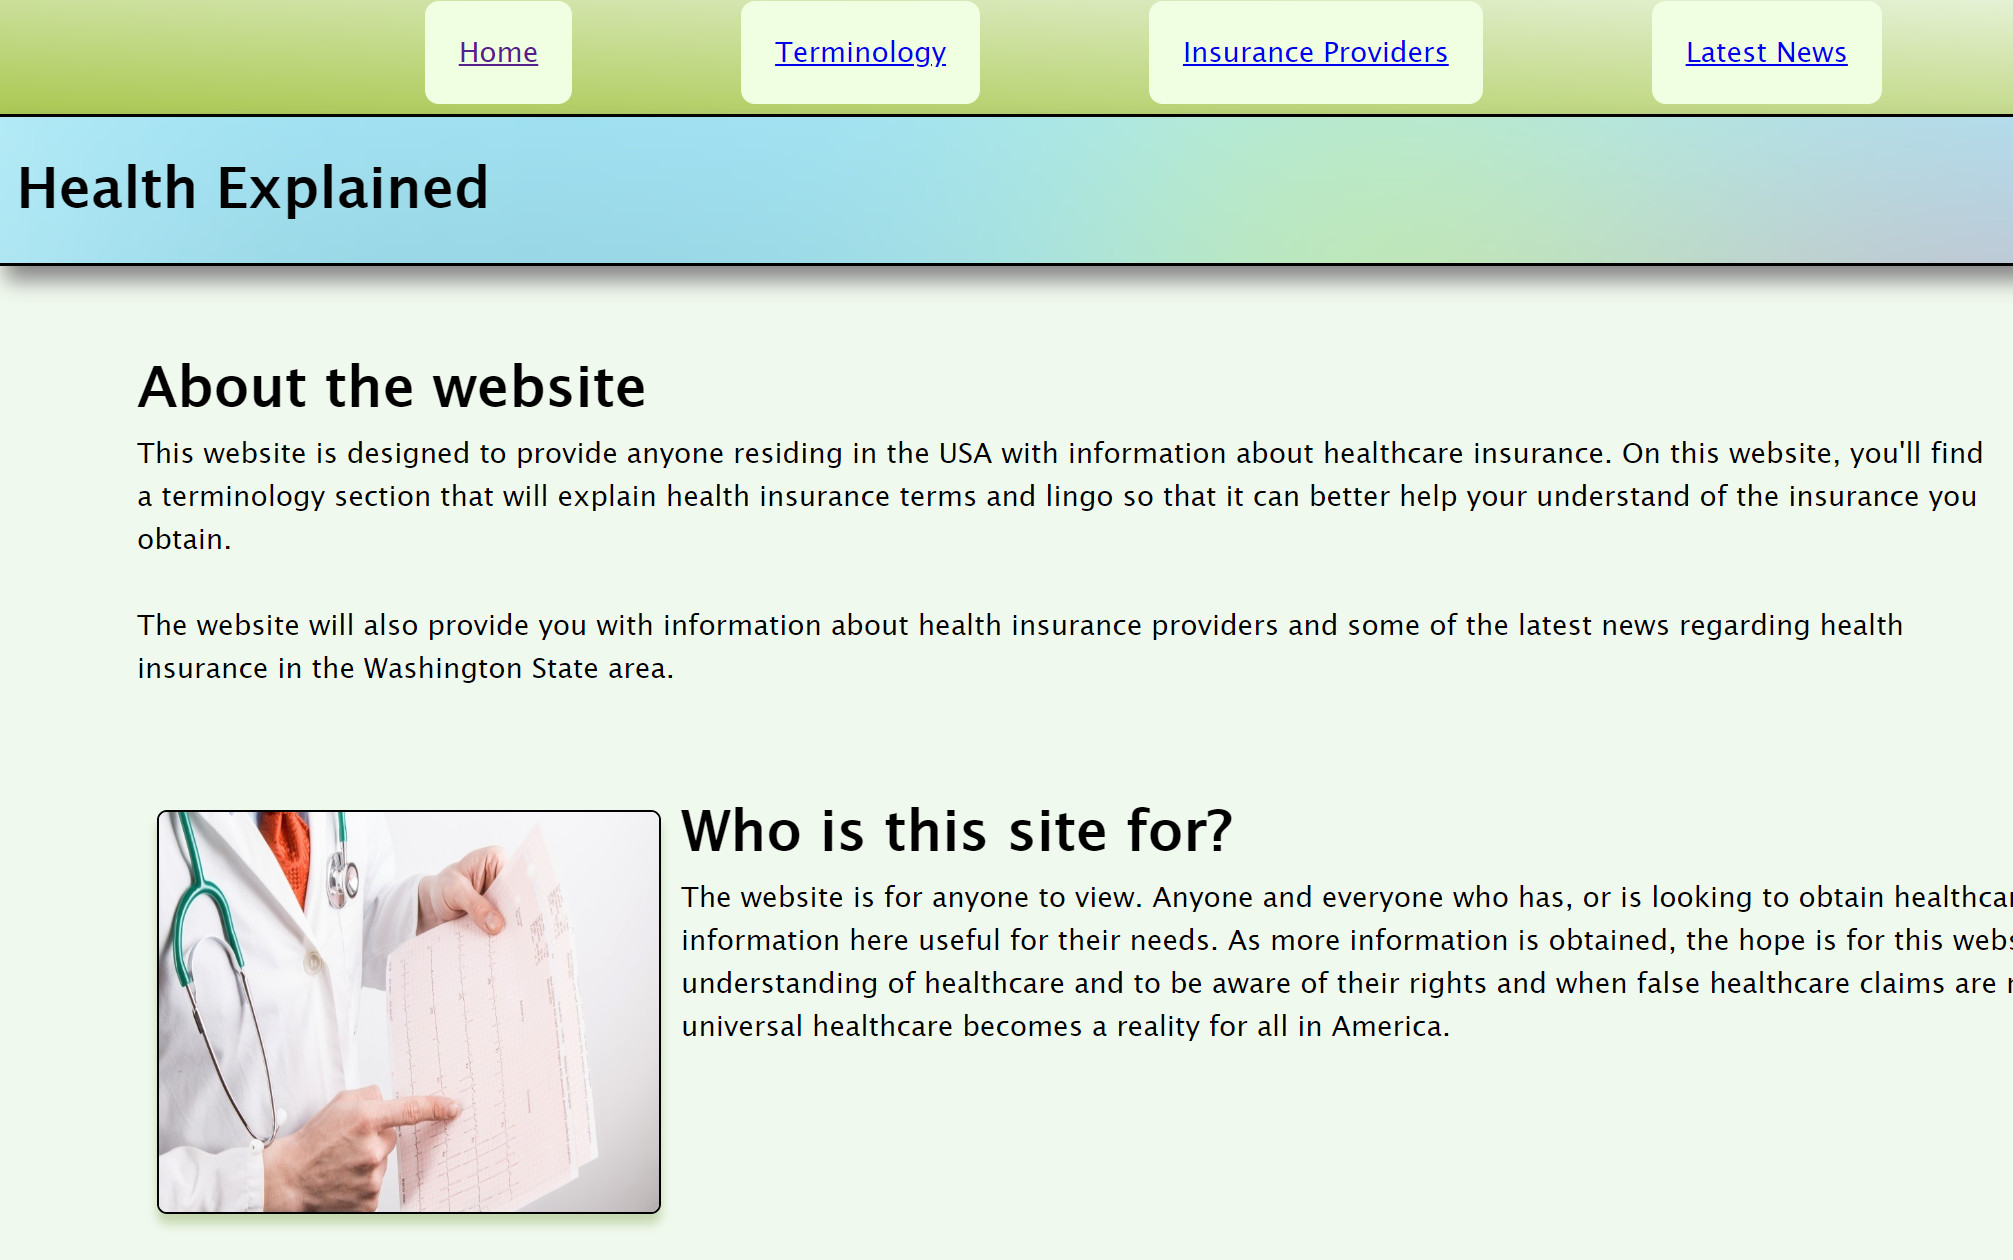 Home
Terminology
Insurance Providers
Latest News
Health Explained
About the website
This website is designed to provide anyone residing in the USA with information about healthcare insurance. On this website, you'll find
a terminology section that will explain health insurance terms and lingo so that it can better help your understand of the insurance you
obtain.
The website will also provide you with information about health insurance providers and some of the latest news regarding health
insurance in the Washington State area.
Who is this site for?
The website is for anyone to view. Anyone and everyone who has, or is looking to obtain
information here useful for their needs. As more information is obtained, the hope is for this
understanding of healthcare and to be aware of their rights and when false healthcare claims are
universal healthcare becomes a reality for all in America.